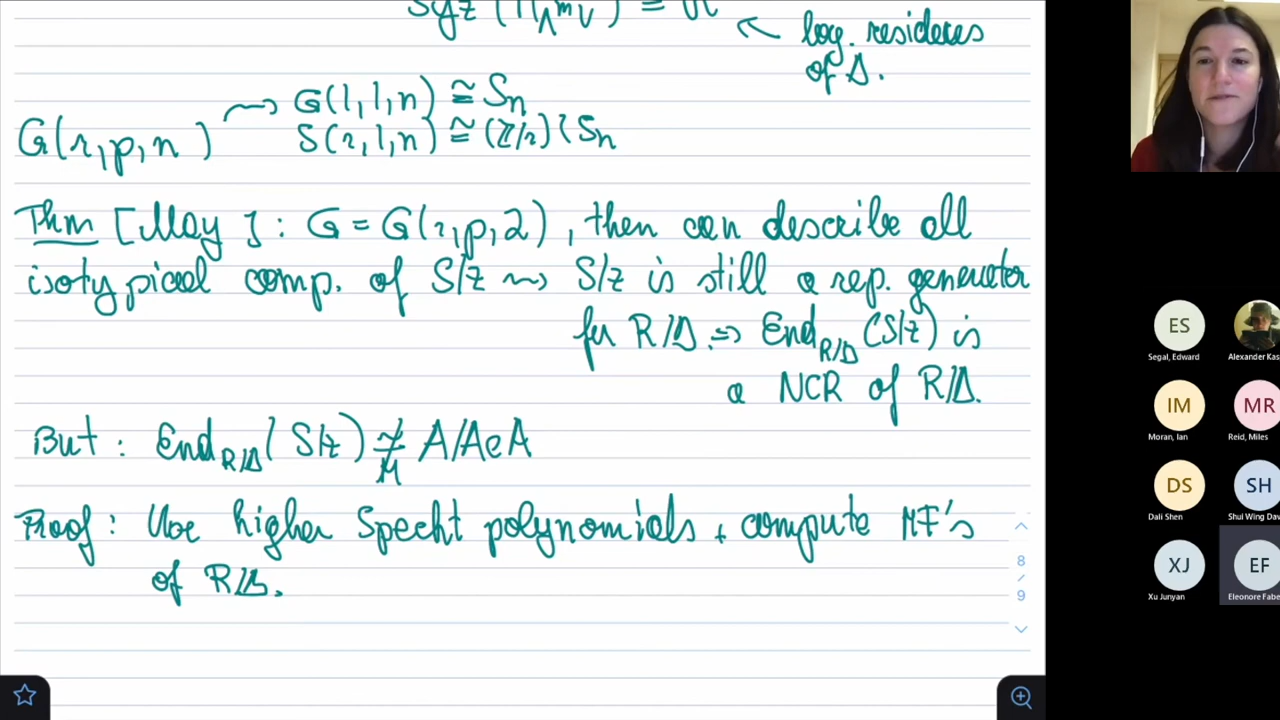 Syz ( M Λ^m V ) =
← log. residues
of Δ.
G(r,p,n) ⤳ G(1,1,n) ≅ Sn
S(r,1,n) ≅ (Z/r) ≀ Sn
Thm [May]: G = G(r,p,2), then can describe all
isotypical comp. of S/z ⤳ S/z is still a rep. generator
for R/Δ. ⇒ End_{R/Δ}(S/z) is
a NCR of R/Δ.
But: End_{R/Δ}(S/z) ≄_M A/AeA
Proof: Use higher Specht polynomials + compute MF's
of R/Δ.
8
/
9
ES
Segal, Edward
Alexander Kas
IM
Moran, Ian
MR
Reid, Miles
DS
Dali Shen
SH
Shui Wing Dav
XJ
Xu Junyan
EF
Eleonore Fabe